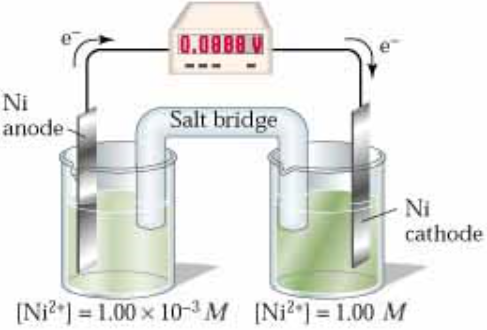 0.0888 V
e⁻
e⁻
Ni
anode
Salt bridge
Ni
cathode
[Ni²⁺] = 1.00 × 10⁻³ M
[Ni²⁺] = 1.00 M